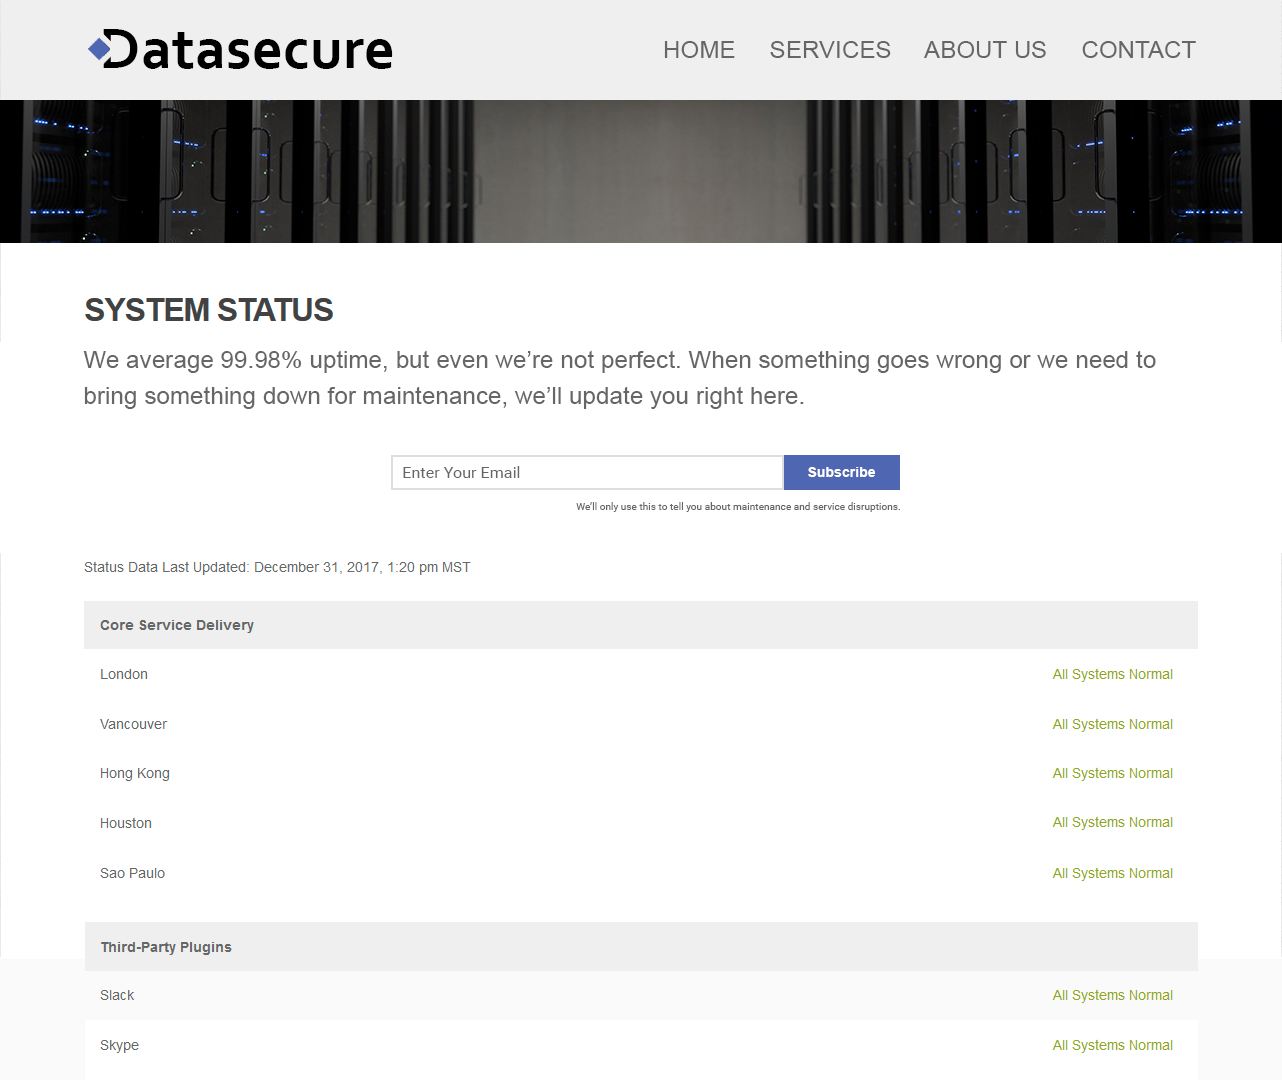 Datasecure
HOME SERVICES ABOUT US CONTACT
SYSTEM STATUS
We average 99.98% uptime, but even we’re not perfect. When something goes wrong or we need to
bring something down for maintenance, we’ll update you right here.
Enter Your Email Subscribe
We’ll only use this to tell you about maintenance and service disruptions.
Status Data Last Updated: December 31, 2017, 1:20 pm MST
Core Service Delivery
London All Systems Normal
Vancouver All Systems Normal
Hong Kong All Systems Normal
Houston All Systems Normal
Sao Paulo All Systems Normal
Third-Party Plugins
Slack All Systems Normal
Skype All Systems Normal